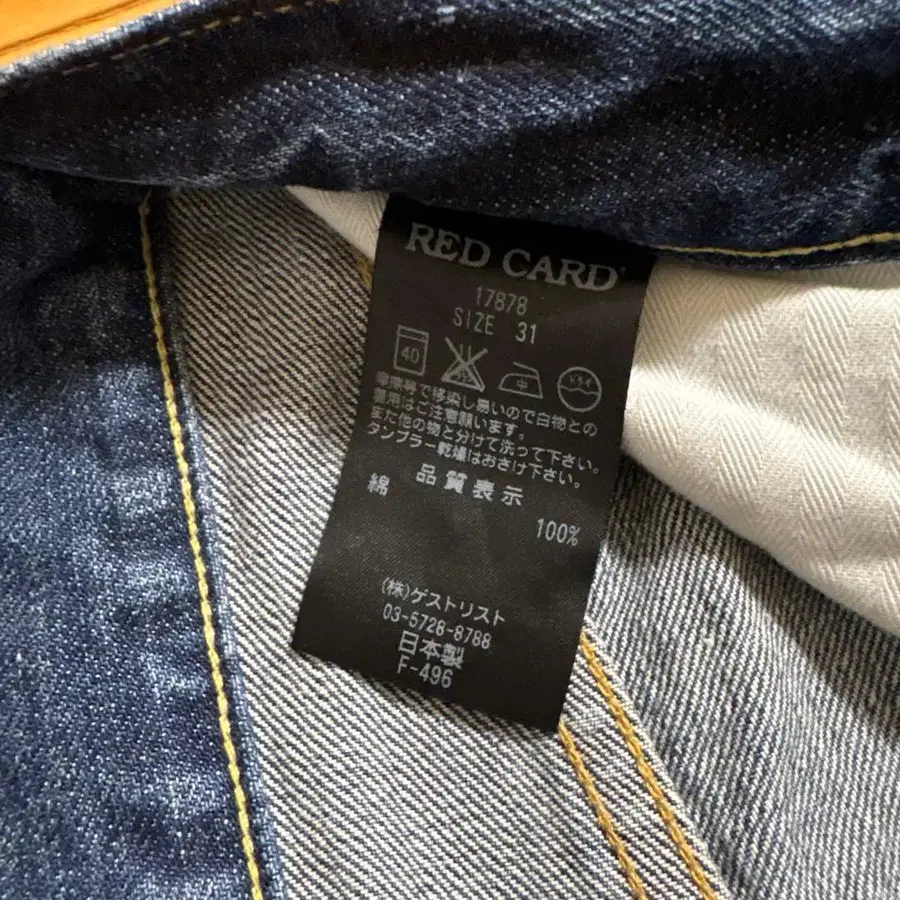 RED CARD
17878
SIZE 31
40 中 ドライ
摩擦等で移染し易いので白物との
着用はご注意願います。
また他の物と分けて洗って下さい。
タンブラー乾燥はおさけ下さい。
品質表示
綿 100%
(株)ゲストリスト
03-5728-8788
日本製
F-496